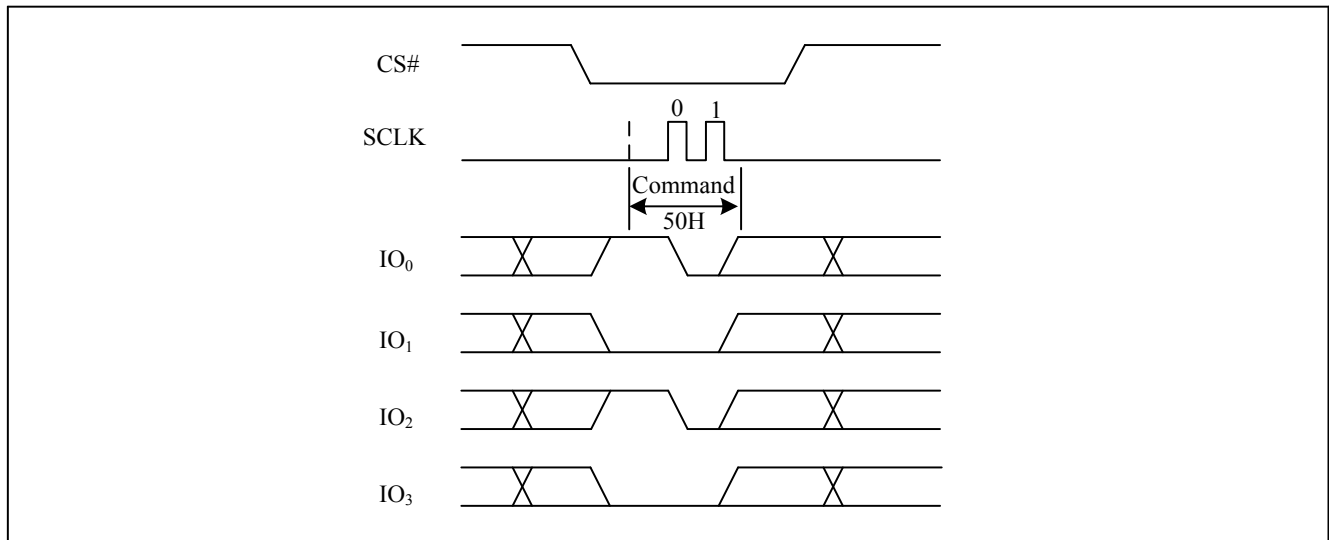 CS#
0 1
SCLK
Command
50H
IO₀
IO₁
IO₂
IO₃